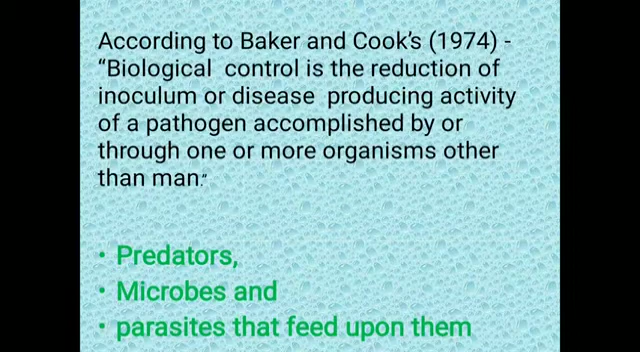 According to Baker and Cook’s (1974) -
“Biological control is the reduction of
inoculum or disease producing activity
of a pathogen accomplished by or
through one or more organisms other
than man.”
• Predators,
• Microbes and
• parasites that feed upon them